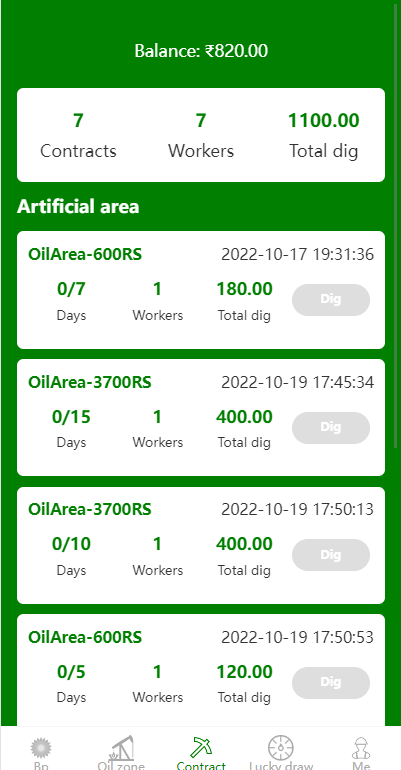 Balance: ₹820.00
7 7 1100.00
Contracts Workers Total dig
Artificial area
OilArea-600RS 2022-10-17 19:31:36
0/7 1 180.00 Dig
Days Workers Total dig
OilArea-3700RS 2022-10-19 17:45:34
0/15 1 400.00 Dig
Days Workers Total dig
OilArea-3700RS 2022-10-19 17:50:13
0/10 1 400.00 Dig
Days Workers Total dig
OilArea-600RS 2022-10-19 17:50:53
0/5 1 120.00 Dig
Days Workers Total dig
Bp Oil zone Contract Lucky draw Me